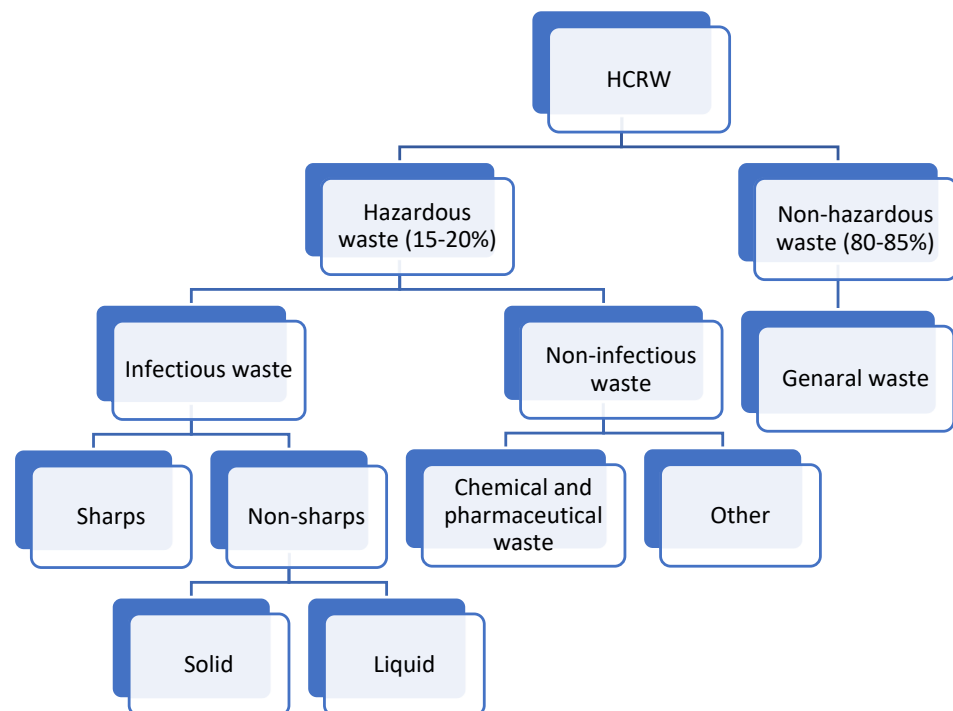 HCRW
Hazardous
waste (15-20%)
Non-hazardous
waste (80-85%)
Infectious waste
Non-infectious
waste
Genaral waste
Sharps
Non-sharps
Chemical and
pharmaceutical
waste
Other
Solid
Liquid